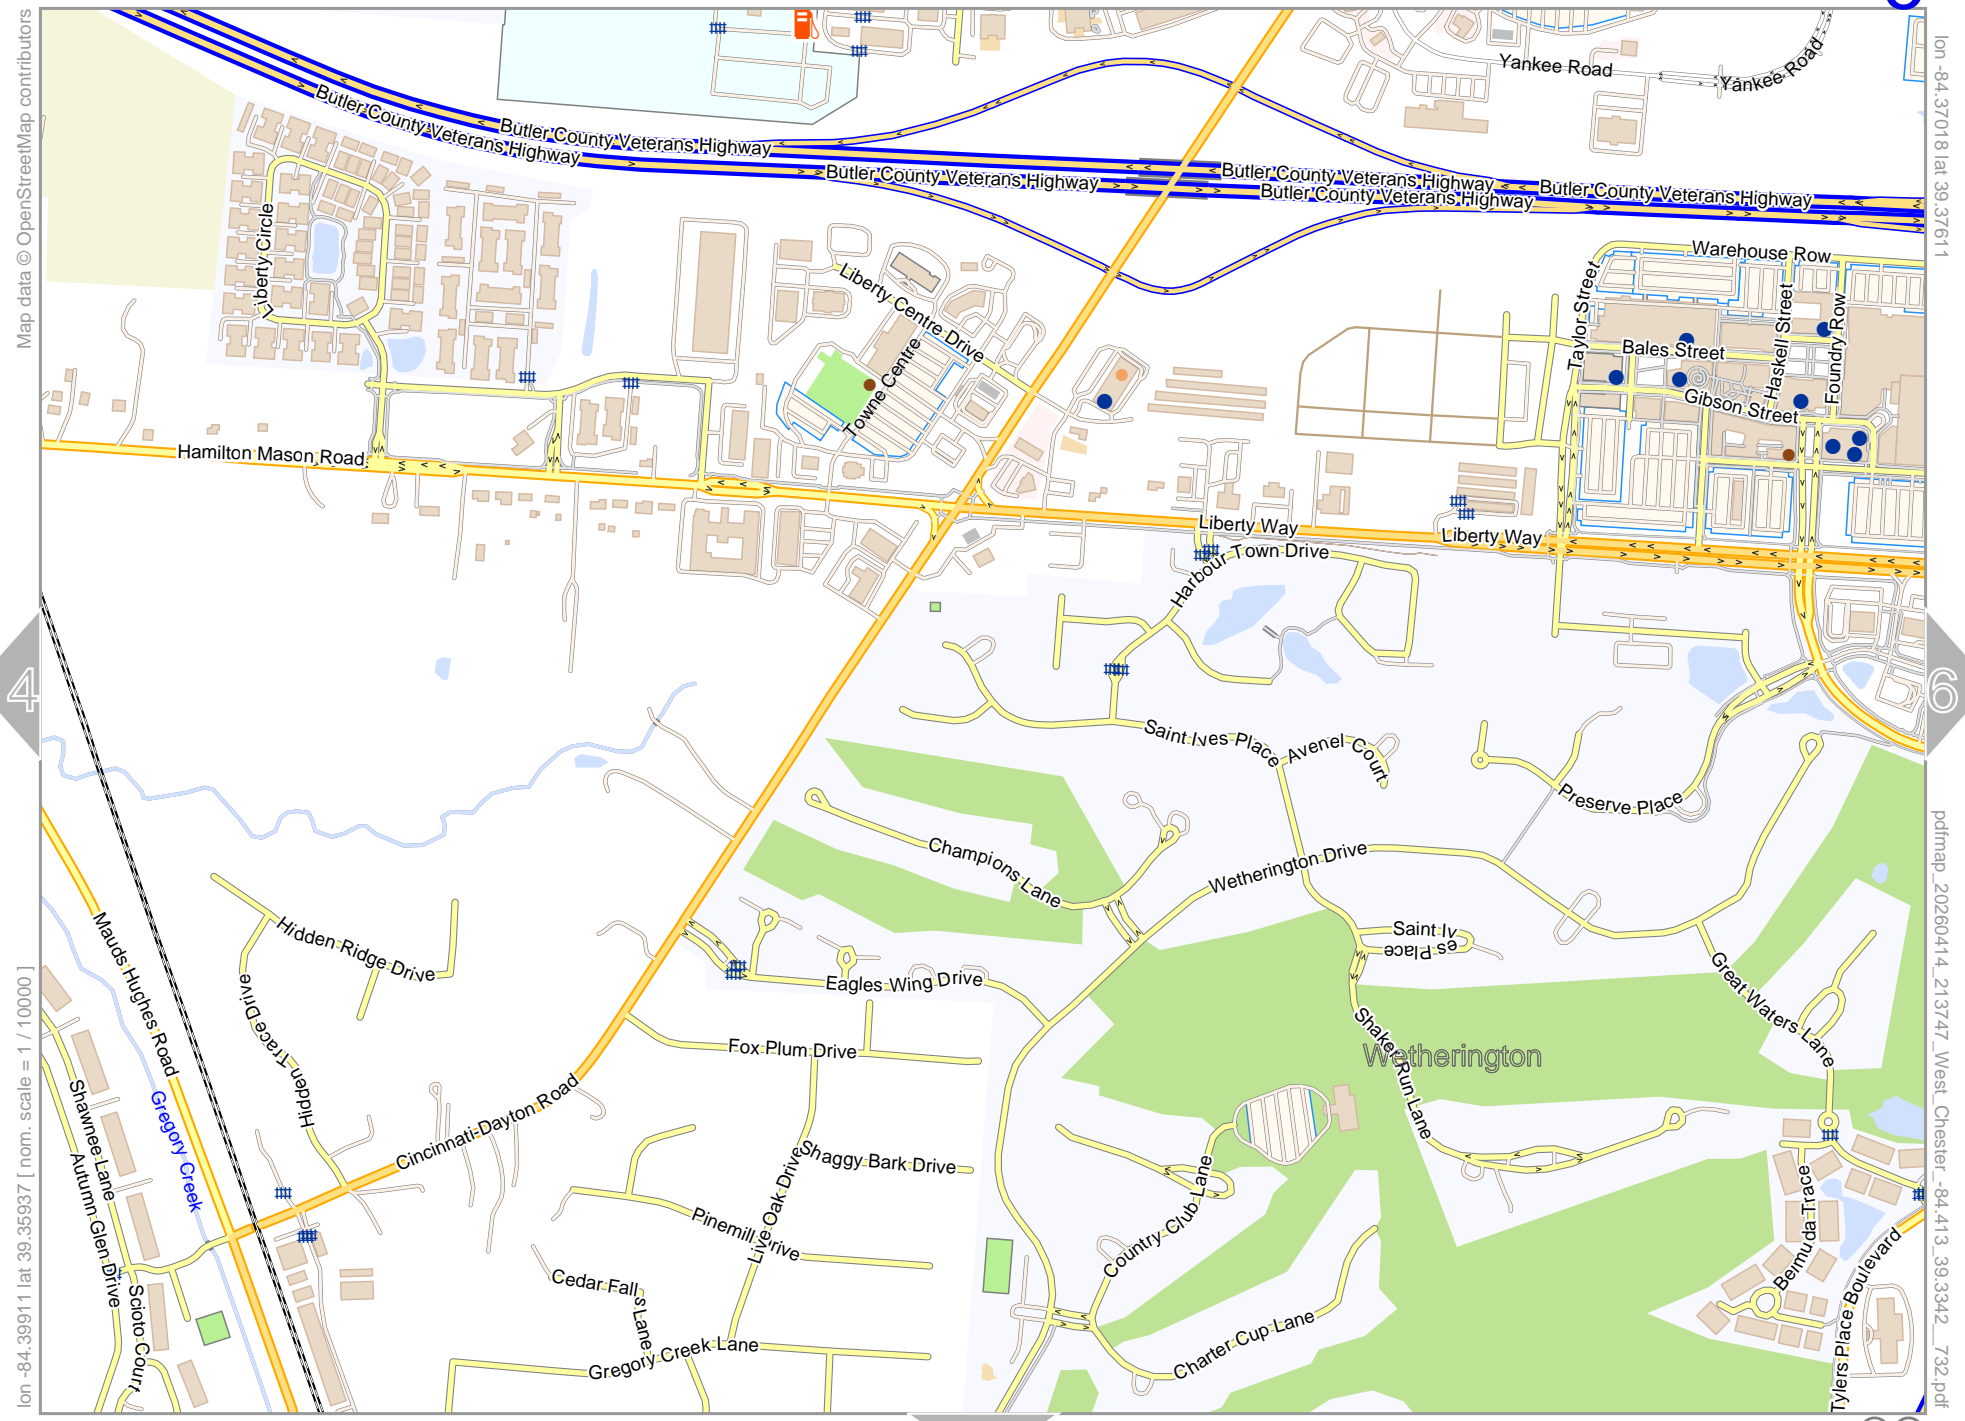 Map data © OpenStreetMap contributors
lon -84.37018 lat 39.37611
Yankee Road
Yankee Road
Butler County Veterans Highway
Butler County Veterans Highway
Butler County Veterans Highway
Butler County Veterans Highway
Butler County Veterans Highway
Butler County Veterans Highway
Liberty Circle
Liberty Centre Drive
Towne Centre
Warehouse Row
Taylor Street
Bales Street
Haskell Street
Foundry Row
Gibson Street
Hamilton Mason Road
Liberty Way
Liberty Way
Harbour Town Drive
4
6
Saint Ives Place
Avenel Court
Preserve Place
Champions Lane
Wetherington Drive
Saint Iv
es Place
Hidden Ridge Drive
Hidden Trace Drive
Mauds Hughes Road
Eagles Wing Drive
Great Waters Lane
Fox Plum Drive
Shaker Run Lane
Wetherington
Cincinnati-Dayton Road
Shawnee Lane
Gregory Creek
Autumn Glen Drive
Shaggy Bark Drive
Live Oak Drive
Pinemill Drive
Country Club Lane
Bermuda Trace
Cedar Fall
s Lane
Scioto Court
Gregory Creek Lane
Charter Cup Lane
Tylers Place Boulevard
lon -84.39911 lat 39.35937 [ nom. scale = 1 / 10000 ]
pdfmap_20260414_213747_West_Chester_-84.413_39.3342__732.pdf